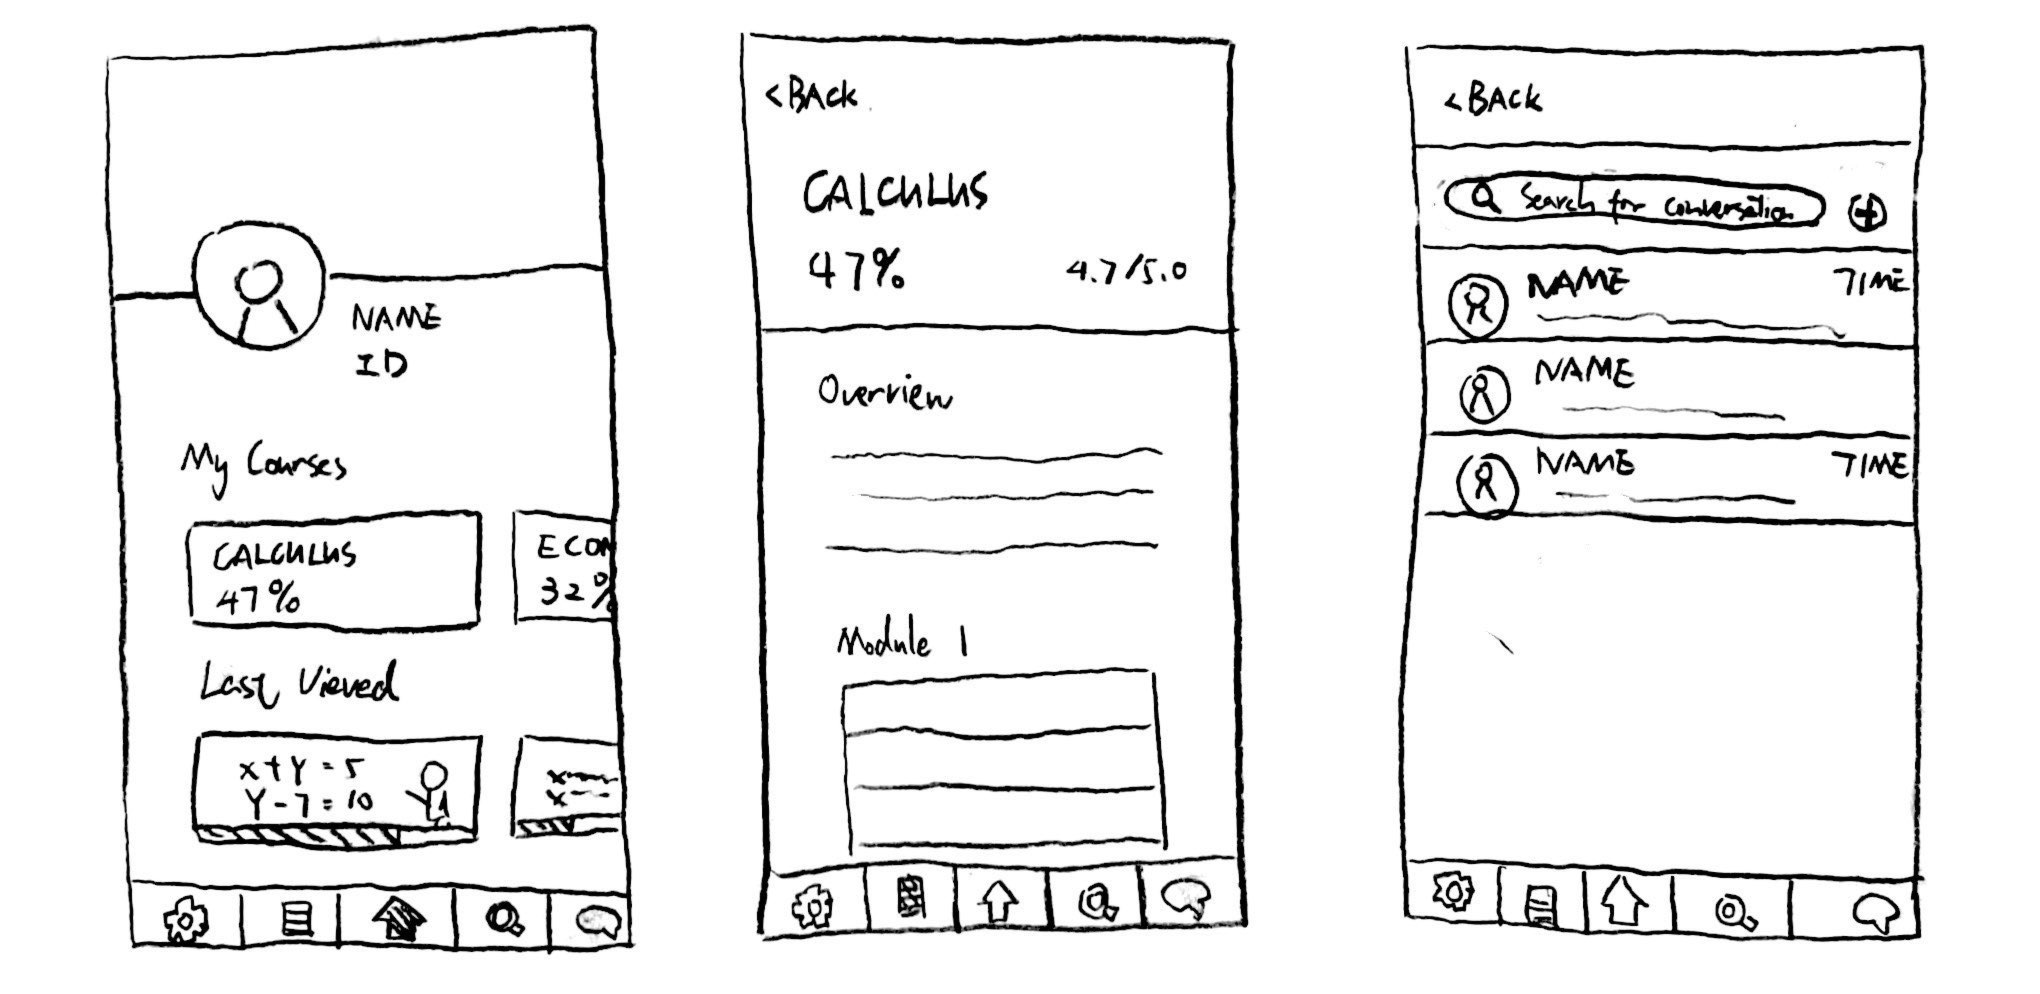 NAME
ID
My Courses
CALCULUS
47%
ECON
32%
Last Vieved
x + y = 5
y - 7 = 10
<BACK
CALCULUS
47%
4.7/5.0
Overview
Module 1
<BACK
Search for conversation
NAME
TIME
NAME
NAME
TIME